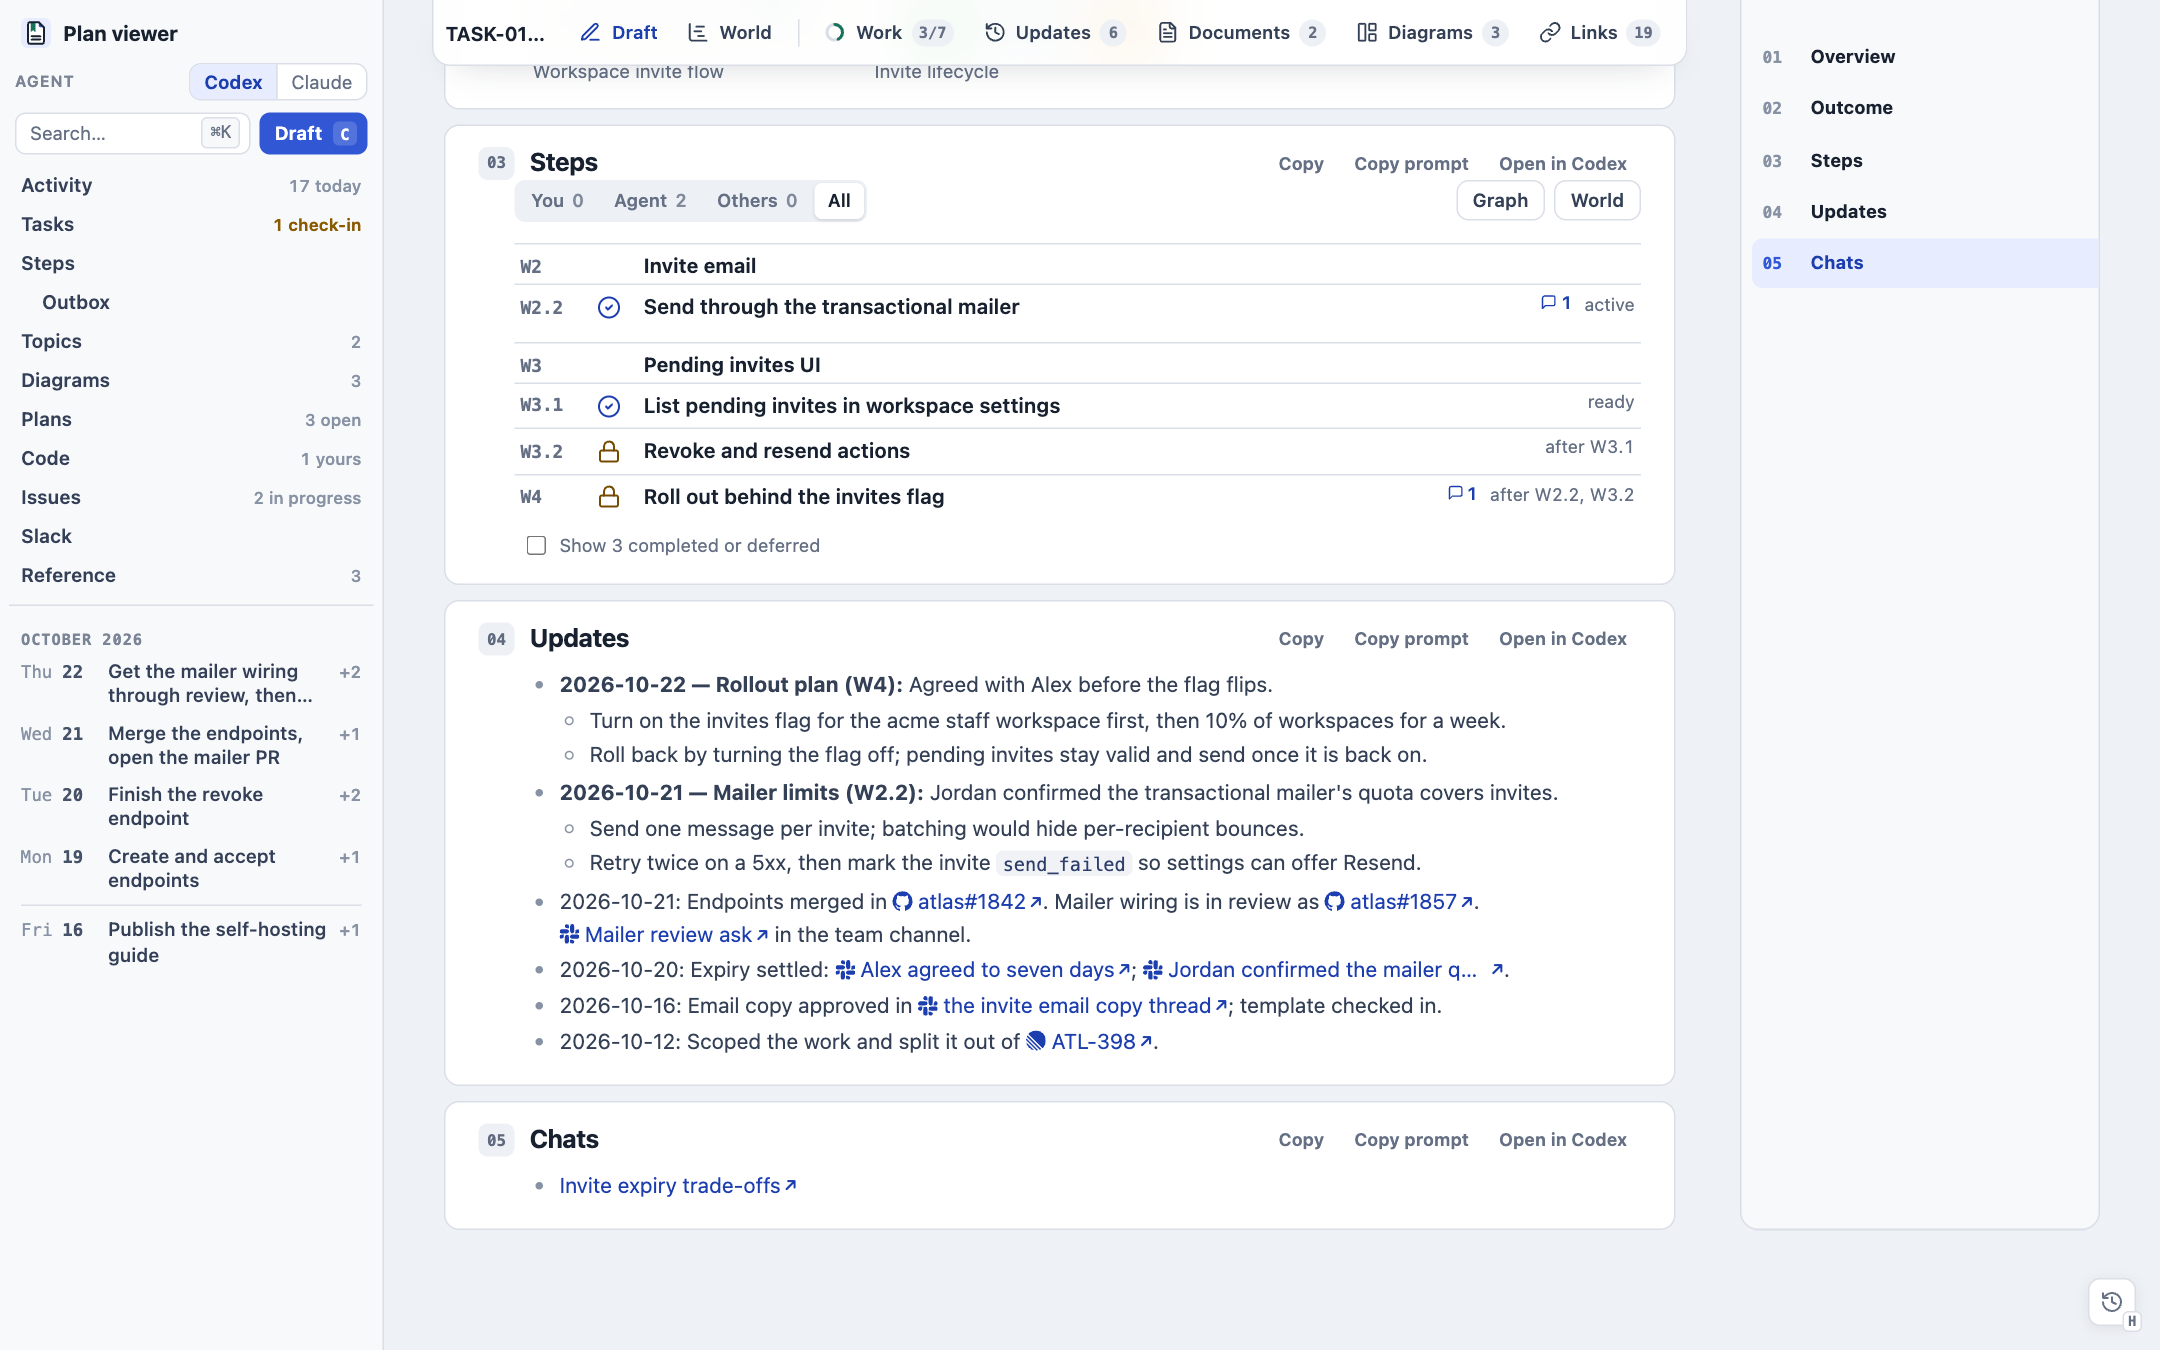 Plan viewer
AGENT
Codex
Claude
Search...
⌘K
Draft C
Activity 17 today
Tasks 1 check-in
Steps
Outbox
Topics 2
Diagrams 3
Plans 3 open
Code 1 yours
Issues 2 in progress
Slack
Reference 3
OCTOBER 2026
Thu 22 Get the mailer wiring +2
through review, then...
Wed 21 Merge the endpoints, +1
open the mailer PR
Tue 20 Finish the revoke +2
endpoint
Mon 19 Create and accept +1
endpoints
Fri 16 Publish the self-hosting +1
guide
TASK-01... Draft World Work 3/7 Updates 6 Documents 2 Diagrams 3 Links 19
Workspace invite flow Invite lifecycle
03 Steps Copy Copy prompt Open in Codex
You 0 Agent 2 Others 0 All Graph World
W2 Invite email
W2.2 Send through the transactional mailer 1 active
W3 Pending invites UI
W3.1 List pending invites in workspace settings ready
W3.2 Revoke and resend actions after W3.1
W4 Roll out behind the invites flag 1 after W2.2, W3.2
Show 3 completed or deferred
04 Updates Copy Copy prompt Open in Codex
2026-10-22 — Rollout plan (W4): Agreed with Alex before the flag flips.
Turn on the invites flag for the acme staff workspace first, then 10% of workspaces for a week.
Roll back by turning the flag off; pending invites stay valid and send once it is back on.
2026-10-21 — Mailer limits (W2.2): Jordan confirmed the transactional mailer's quota covers invites.
Send one message per invite; batching would hide per-recipient bounces.
Retry twice on a 5xx, then mark the invite send_failed so settings can offer Resend.
2026-10-21: Endpoints merged in atlas#1842. Mailer wiring is in review as atlas#1857.
Mailer review ask in the team channel.
2026-10-20: Expiry settled: Alex agreed to seven days; Jordan confirmed the mailer q... .
2026-10-16: Email copy approved in the invite email copy thread; template checked in.
2026-10-12: Scoped the work and split it out of ATL-398.
05 Chats Copy Copy prompt Open in Codex
Invite expiry trade-offs
01 Overview
02 Outcome
03 Steps
04 Updates
05 Chats
H